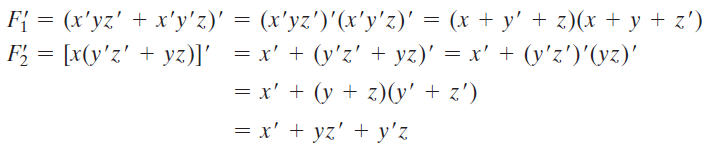 F₁′ = (x′yz′ + x′y′z)′ = (x′yz′)′(x′y′z)′ = (x + y′ + z)(x + y + z′)
F₂′ = [x(y′z′ + yz)]′ = x′ + (y′z′ + yz)′ = x′ + (y′z′)′(yz)′
= x′ + (y + z)(y′ + z′)
= x′ + yz′ + y′z